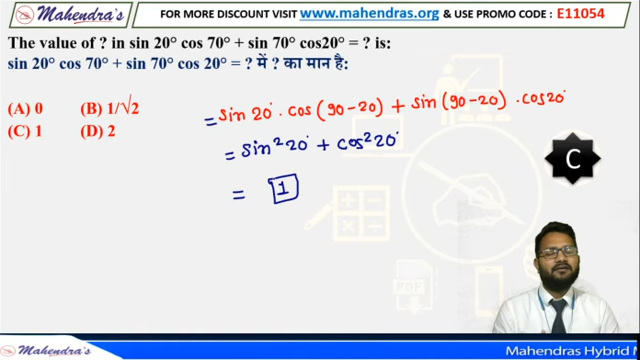 Mahendra's
FOR MORE DISCOUNT VISIT www.mahendras.org & USE PROMO CODE : E11054
The value of ? in sin 20° cos 70° + sin 70° cos20° = ? is:
sin 20° cos 70° + sin 70° cos 20° = ? में ? का मान है:
(A) 0 (B) 1/√2
(C) 1 (D) 2
= sin 20° · cos (90-20) + sin (90-20) · cos20°
= sin² 20° + cos² 20°
= 1
C
Mahendra's
Mahendras Hybrid